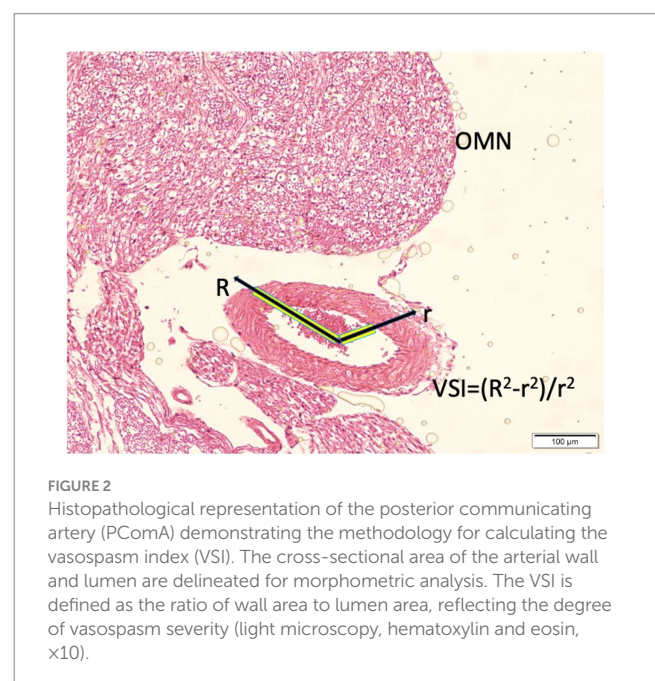 OMN
R
r
VSI=(R²-r²)/r²
100 µm
FIGURE 2
Histopathological representation of the posterior communicating
artery (PComA) demonstrating the methodology for calculating the
vasospasm index (VSI). The cross-sectional area of the arterial wall
and lumen are delineated for morphometric analysis. The VSI is
defined as the ratio of wall area to lumen area, reflecting the degree
of vasospasm severity (light microscopy, hematoxylin and eosin,
×10).